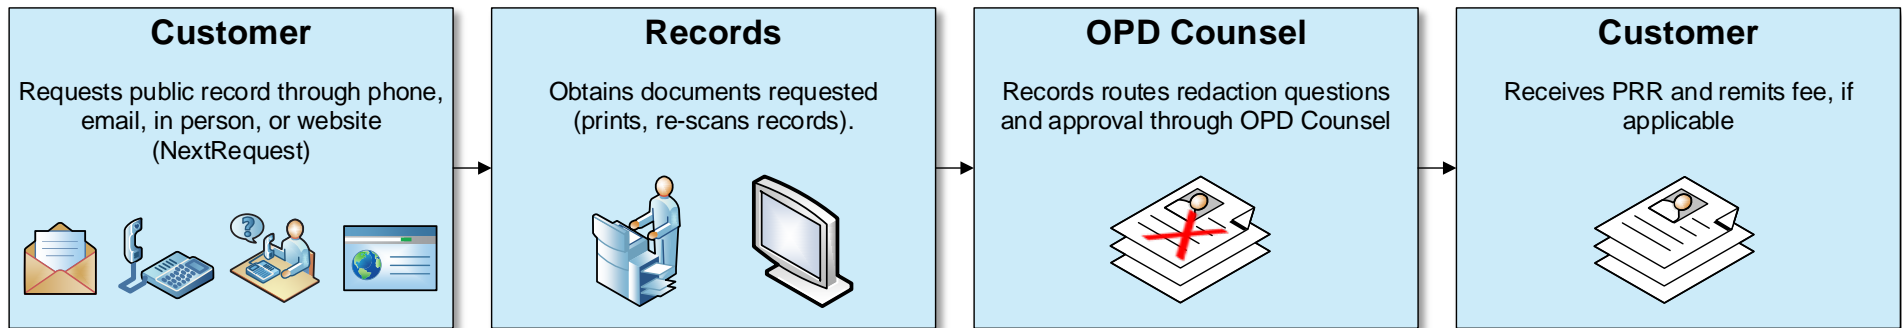 Customer
Requests public record through phone,
email, in person, or website
(NextRequest)
Records
Obtains documents requested
(prints, re-scans records).
OPD Counsel
Records routes redaction questions
and approval through OPD Counsel
Customer
Receives PRR and remits fee, if
applicable